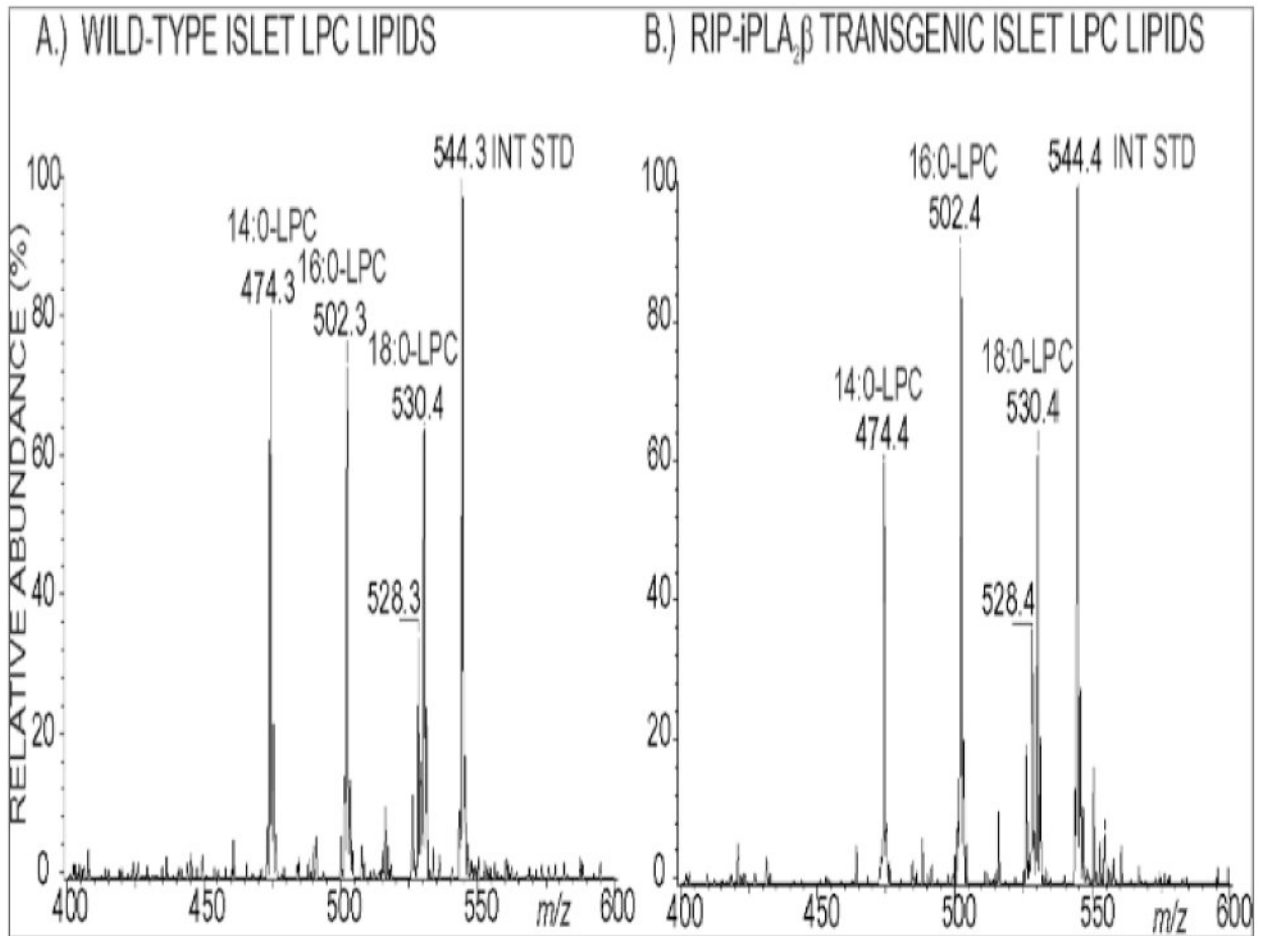 A.) WILD-TYPE ISLET LPC LIPIDS
RELATIVE ABUNDANCE (%)
544.3 INT STD
14:0-LPC
474.3
16:0-LPC
502.3
18:0-LPC
530.4
528.3
100
80
60
40
20
0
400
450
500
550
600
m/z
B.) RIP-iPLA₂β TRANSGENIC ISLET LPC LIPIDS
544.4 INT STD
16:0-LPC
502.4
18:0-LPC
530.4
14:0-LPC
474.4
528.4
100
80
60
40
20
0
400
450
500
550
600
m/z